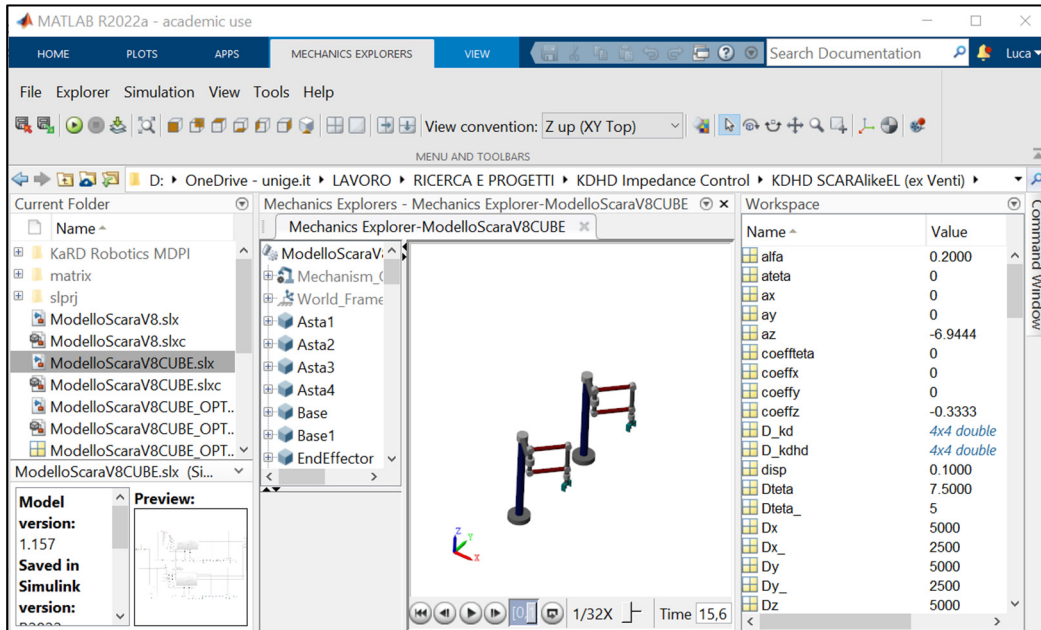 MATLAB R2022a - academic use
HOME PLOTS APPS MECHANICS EXPLORERS VIEW Search Documentation Luca
File Explorer Simulation View Tools Help
View convention: Z up (XY Top)
MENU AND TOOLBARS
D: OneDrive - unige.it LAVORO RICERCA E PROGETTI KDHD Impedance Control KDHD SCARAlikeEL (ex Venti)
Current Folder
Name
KaRD Robotics MDPI
matrix
slprj
ModelloScaraV8.slx
ModelloScaraV8.slxc
ModelloScaraV8CUBE.slx
ModelloScaraV8CUBE.slxc
ModelloScaraV8CUBE_OPT..
ModelloScaraV8CUBE_OPT..
ModelloScaraV8CUBE_OPT..
ModelloScaraV8CUBE.slx (Si...
Model
version:
1.157
Saved in
Simulink
version:
Preview:
Mechanics Explorers - Mechanics Explorer-ModelloScaraV8CUBE
Mechanics Explorer-ModelloScaraV8CUBE
ModelloScaraV
Mechanism_
World_Frame
Asta1
Asta2
Asta3
Asta4
Base
Base1
EndEffector
Z
Y
X
1/32X Time 15,6
Workspace
Name Value
alfa 0.2000
ateta 0
ax 0
ay 0
az -6.9444
coeffteta 0
coeffx 0
coeffy 0
coeffz -0.3333
D_kd 4x4 double
D_kdhd 4x4 double
disp 0.1000
Dteta 7.5000
Dteta_ 5
Dx 5000
Dx_ 2500
Dy 5000
Dy_ 2500
Dz 5000
Command Window